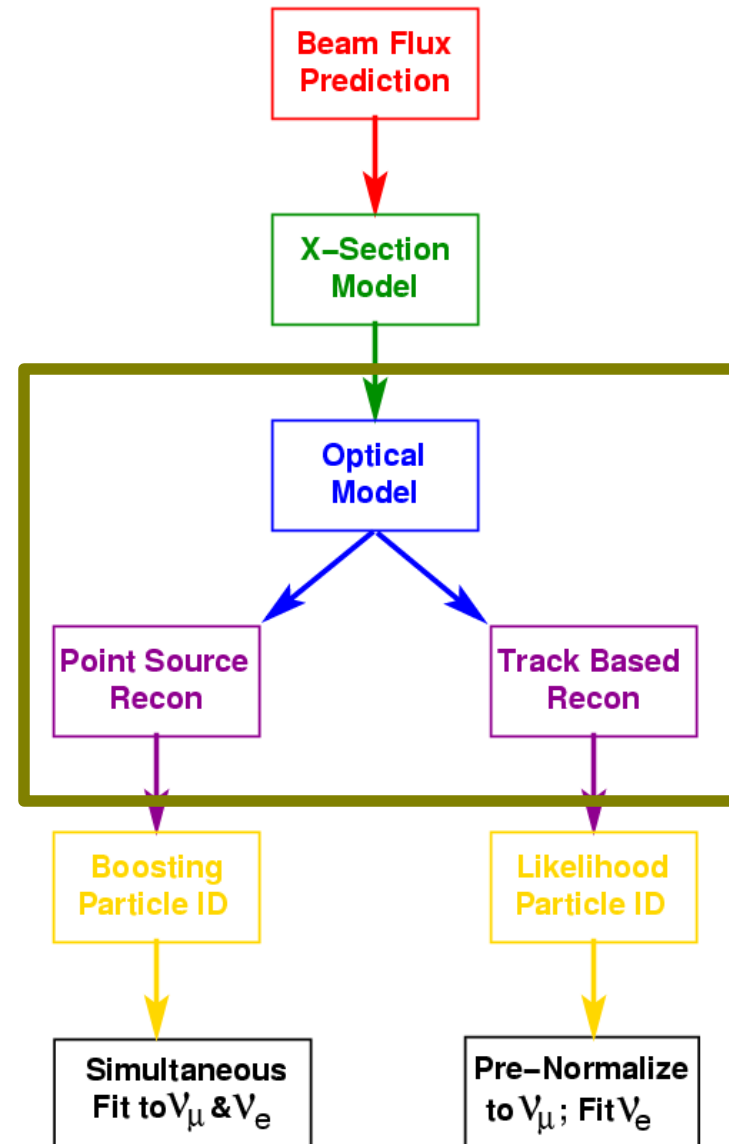 Beam Flux
Prediction
X-Section
Model
Optical
Model
Point Source
Recon
Track Based
Recon
Boosting
Particle ID
Likelihood
Particle ID
Simultaneous
Fit to νμ & νe
Pre-Normalize
to νμ ; Fit νe